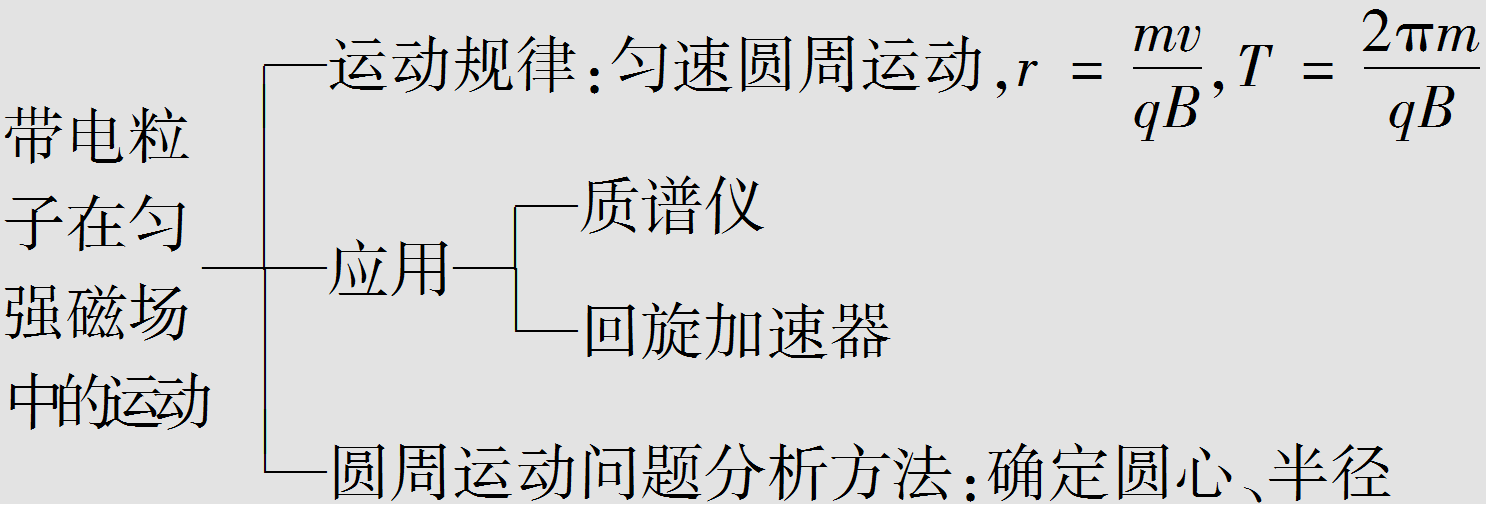 带电粒
子在匀
强磁场
中的运动
运动规律:匀速圆周运动,r = mv/qB, T = 2πm/qB
应用
质谱仪
回旋加速器
圆周运动问题分析方法:确定圆心、半径